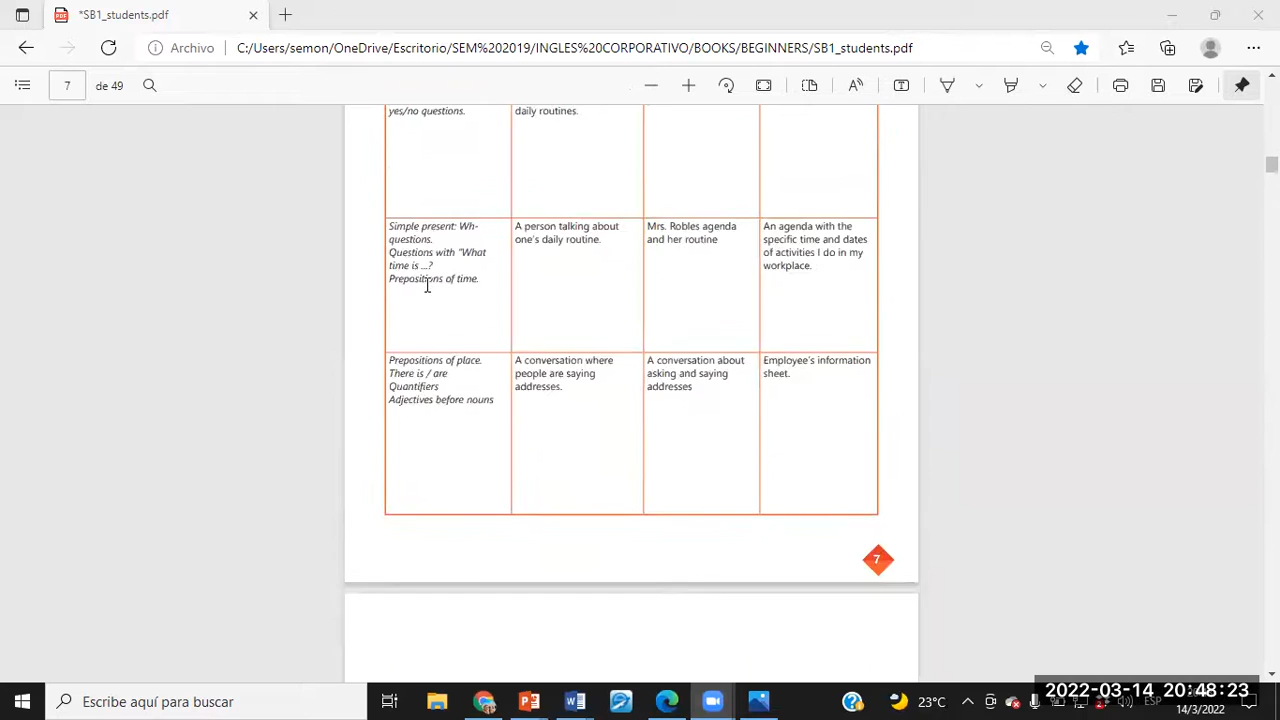 *SB1_students.pdf
Archivo
C:/Users/semon/OneDrive/Escritorio/SEM%202019/INGLES%20CORPORATIVO/BOOKS/BEGINNERS/SB1_students.pdf
7 de 49
yes/no questions.
daily routines.
Simple present: Wh-
questions.
Questions with "What
time is ...?
Prepositions of time.
A person talking about
one's daily routine.
Mrs. Robles agenda
and her routine
An agenda with the
specific time and dates
of activities I do in my
workplace.
Prepositions of place.
There is / are
Quantifiers
Adjectives before nouns
A conversation where
people are saying
addresses.
A conversation about
asking and saying
addresses
Employee's information
sheet.
7
Escribe aquí para buscar
23°C
ESP
2022-03-14 20:48:23
14/3/2022